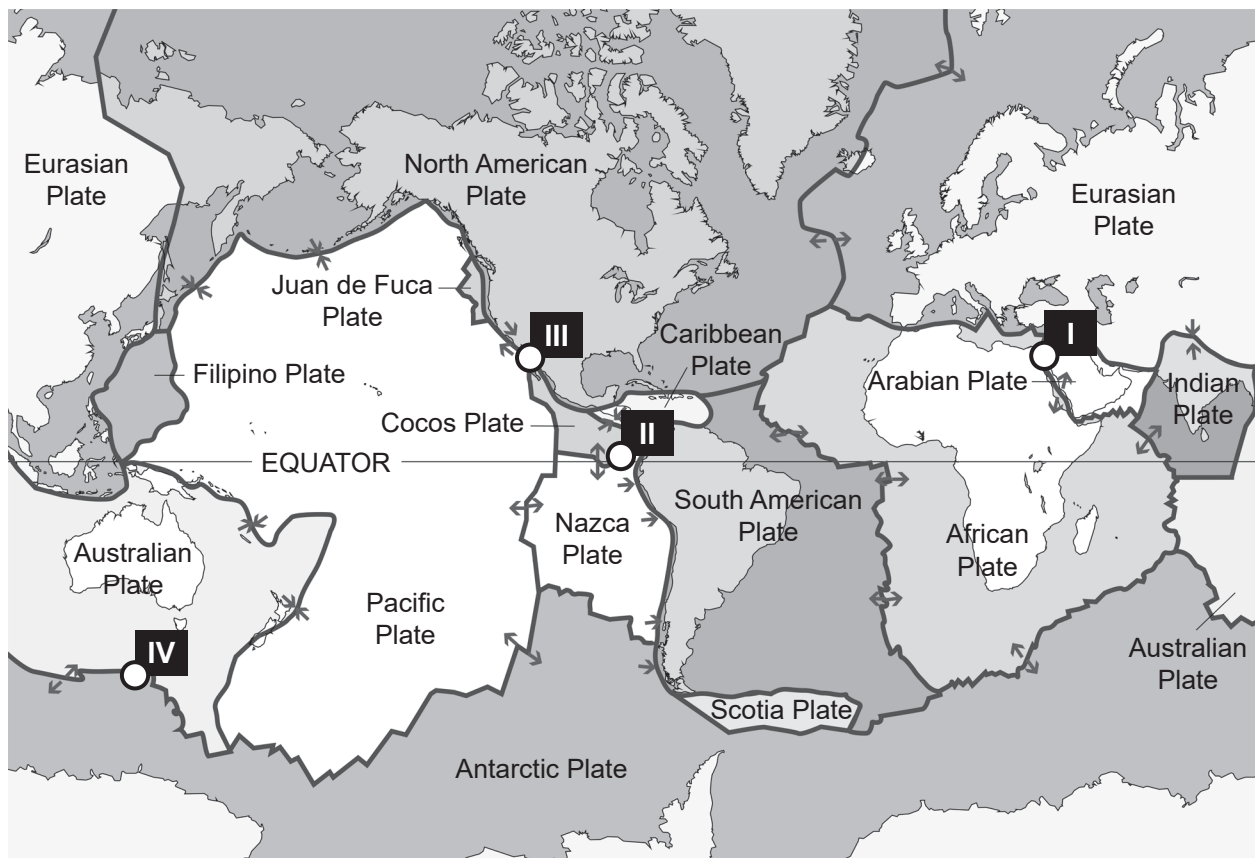 Eurasian
Plate
North American
Plate
Eurasian
Plate
Juan de Fuca
Plate
III
I
Caribbean
Plate
Filipino Plate
Arabian Plate
Indian
Plate
Cocos Plate
II
EQUATOR
South American
Plate
Nazca
Plate
African
Plate
Australian
Plate
Pacific
Plate
IV
Australian
Plate
Scotia Plate
Antarctic Plate